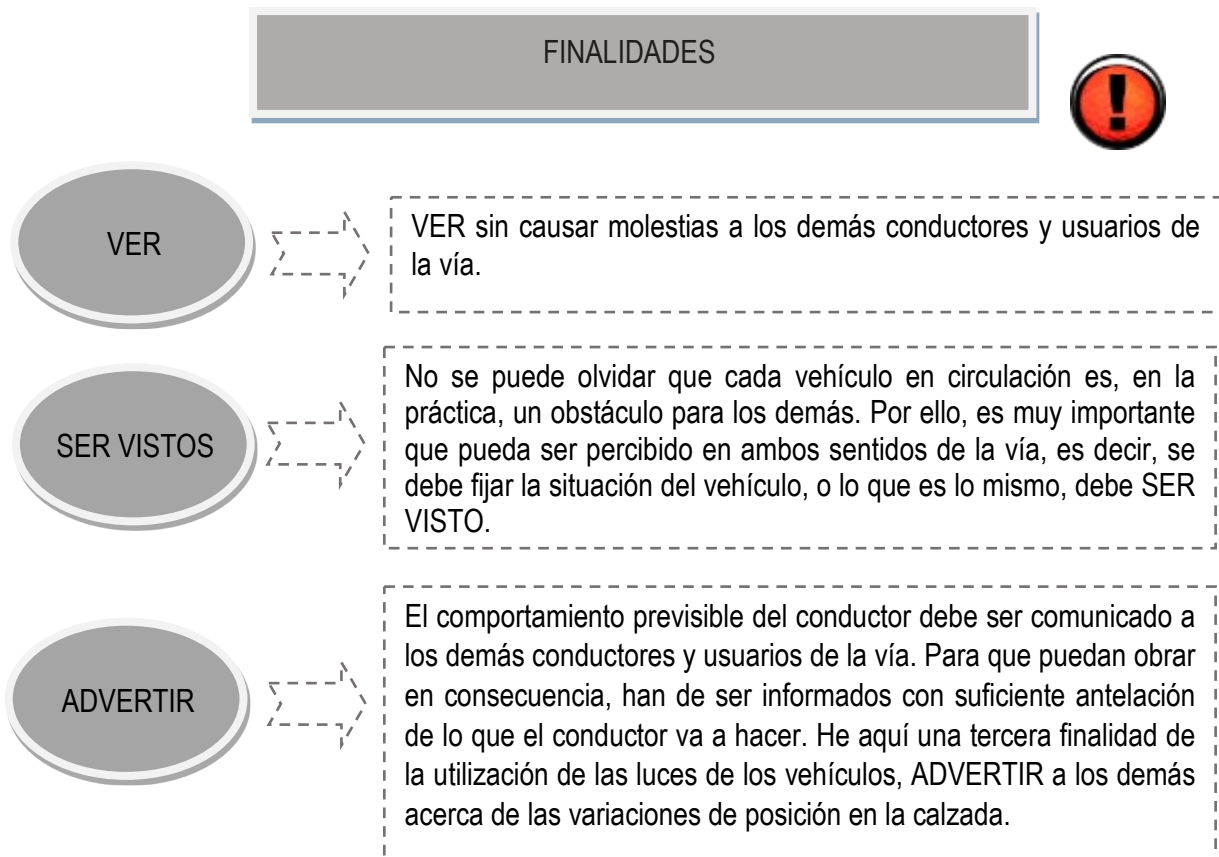 FINALIDADES
VER
VER sin causar molestias a los demás conductores y usuarios de
la vía.
SER VISTOS
No se puede olvidar que cada vehículo en circulación es, en la
práctica, un obstáculo para los demás. Por ello, es muy importante
que pueda ser percibido en ambos sentidos de la vía, es decir, se
debe fijar la situación del vehículo, o lo que es lo mismo, debe SER
VISTO.
ADVERTIR
El comportamiento previsible del conductor debe ser comunicado a
los demás conductores y usuarios de la vía. Para que puedan obrar
en consecuencia, han de ser informados con suficiente antelación
de lo que el conductor va a hacer. He aquí una tercera finalidad de
la utilización de las luces de los vehículos, ADVERTIR a los demás
acerca de las variaciones de posición en la calzada.